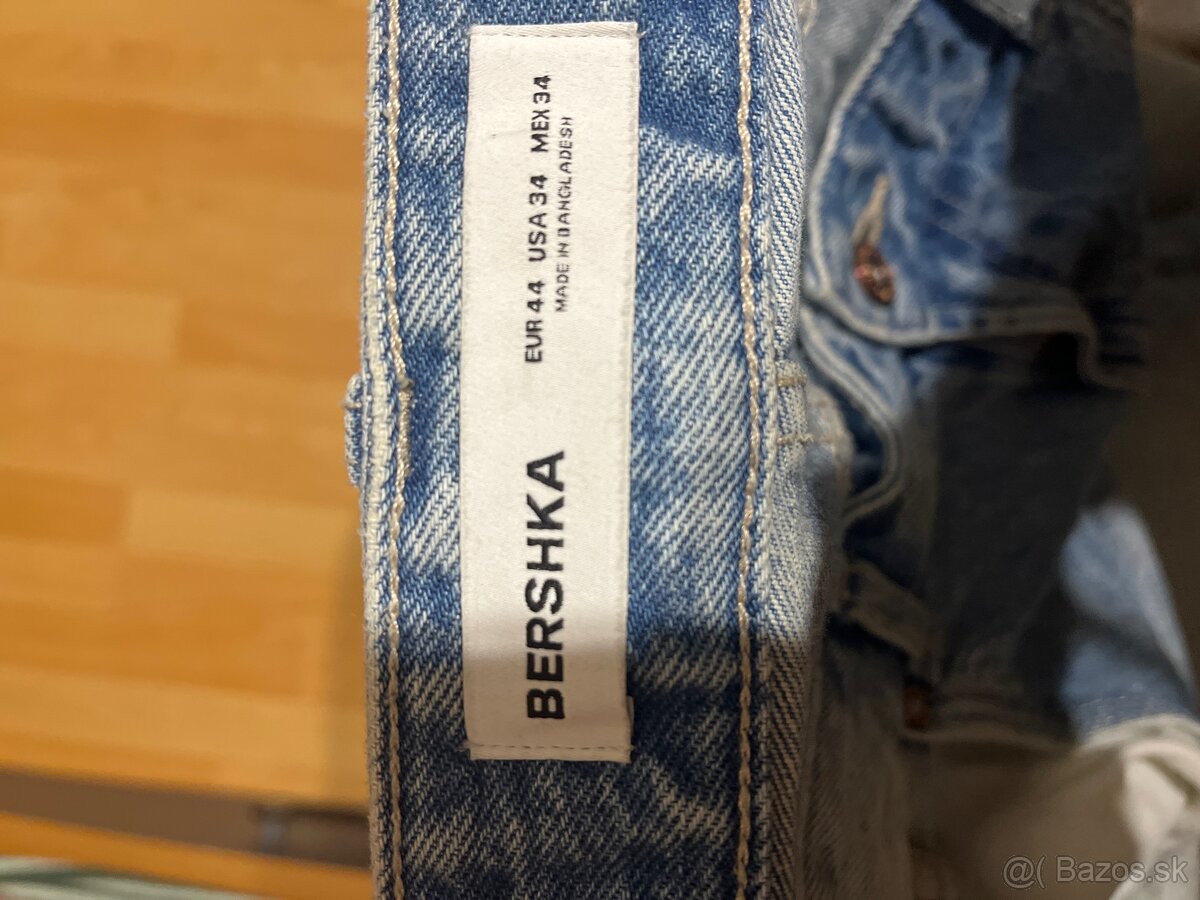 BERSHKA
EUR 44 USA 34 MEX 34
MADE IN BANGLADESH
@( Bazos.sk